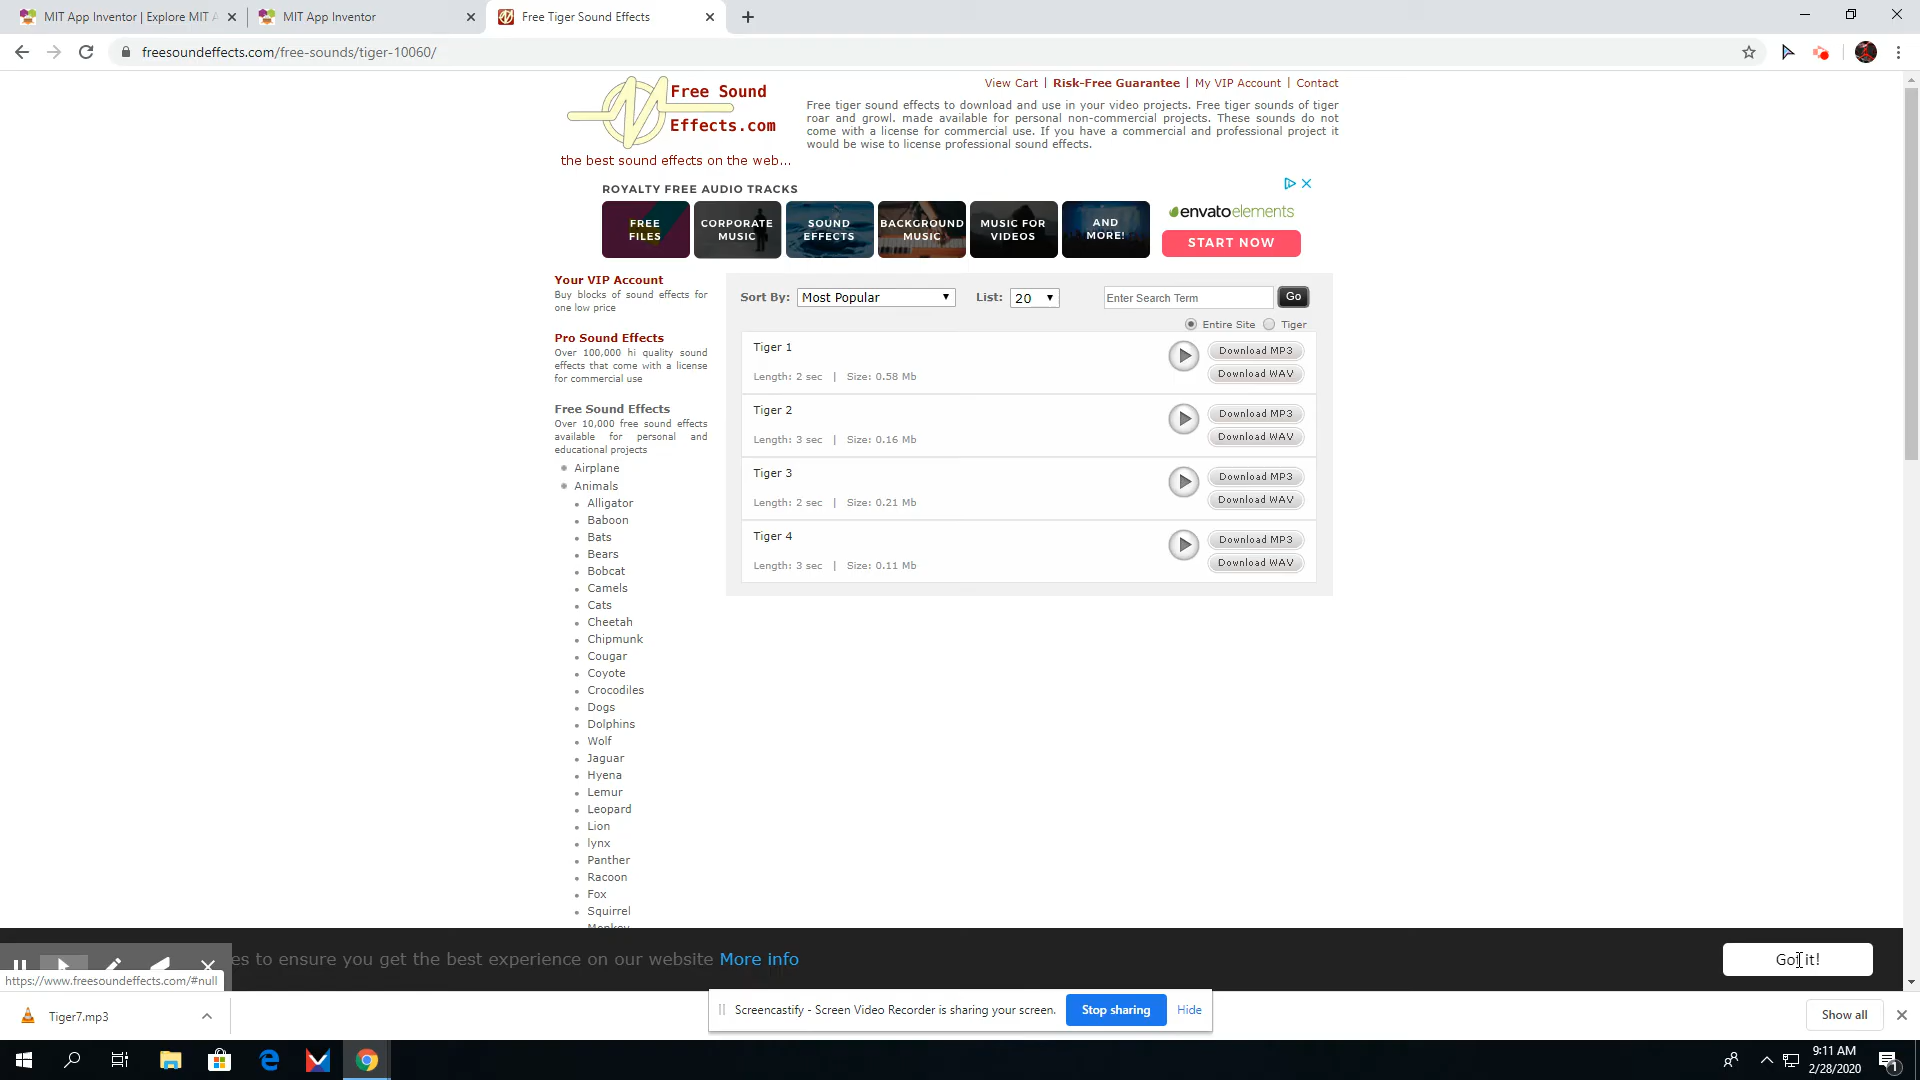 MIT App Inventor | Explore MIT A
MIT App Inventor
Free Tiger Sound Effects
freesoundeffects.com/free-sounds/tiger-10060/
Free Sound
Effects.com
the best sound effects on the web...
View Cart | Risk-Free Guarantee | My VIP Account | Contact
Free tiger sound effects to download and use in your video projects. Free tiger sounds of tiger
roar and growl. made available for personal non-commercial projects. These sounds do not
come with a license for commercial use. If you have a commercial and professional project it
would be wise to license professional sound effects.
ROYALTY FREE AUDIO TRACKS
FREE
FILES
CORPORATE
MUSIC
SOUND
EFFECTS
BACKGROUND
MUSIC
MUSIC FOR
VIDEOS
AND
MORE!
envatoelements
START NOW
Your VIP Account
Buy blocks of sound effects for
one low price
Pro Sound Effects
Over 100,000 hi quality sound
effects that come with a license
for commercial use
Free Sound Effects
Over 10,000 free sound effects
available for personal and
educational projects
Airplane
Animals
Alligator
Baboon
Bats
Bears
Bobcat
Camels
Cats
Cheetah
Chipmunk
Cougar
Coyote
Crocodiles
Dogs
Dolphins
Wolf
Jaguar
Hyena
Lemur
Leopard
Lion
lynx
Panther
Racoon
Fox
Squirrel
Monkey
Sort By: Most Popular List: 20 Enter Search Term Go
Entire Site Tiger
Tiger 1
Length: 2 sec | Size: 0.58 Mb
Download MP3
Download WAV
Tiger 2
Length: 3 sec | Size: 0.16 Mb
Download MP3
Download WAV
Tiger 3
Length: 2 sec | Size: 0.21 Mb
Download MP3
Download WAV
Tiger 4
Length: 3 sec | Size: 0.11 Mb
Download MP3
Download WAV
es to ensure you get the best experience on our website More info
Got it!
https://www.freesoundeffects.com/#null
Tiger7.mp3
Screencastify - Screen Video Recorder is sharing your screen. Stop sharing Hide
Show all
9:11 AM
2/28/2020
1